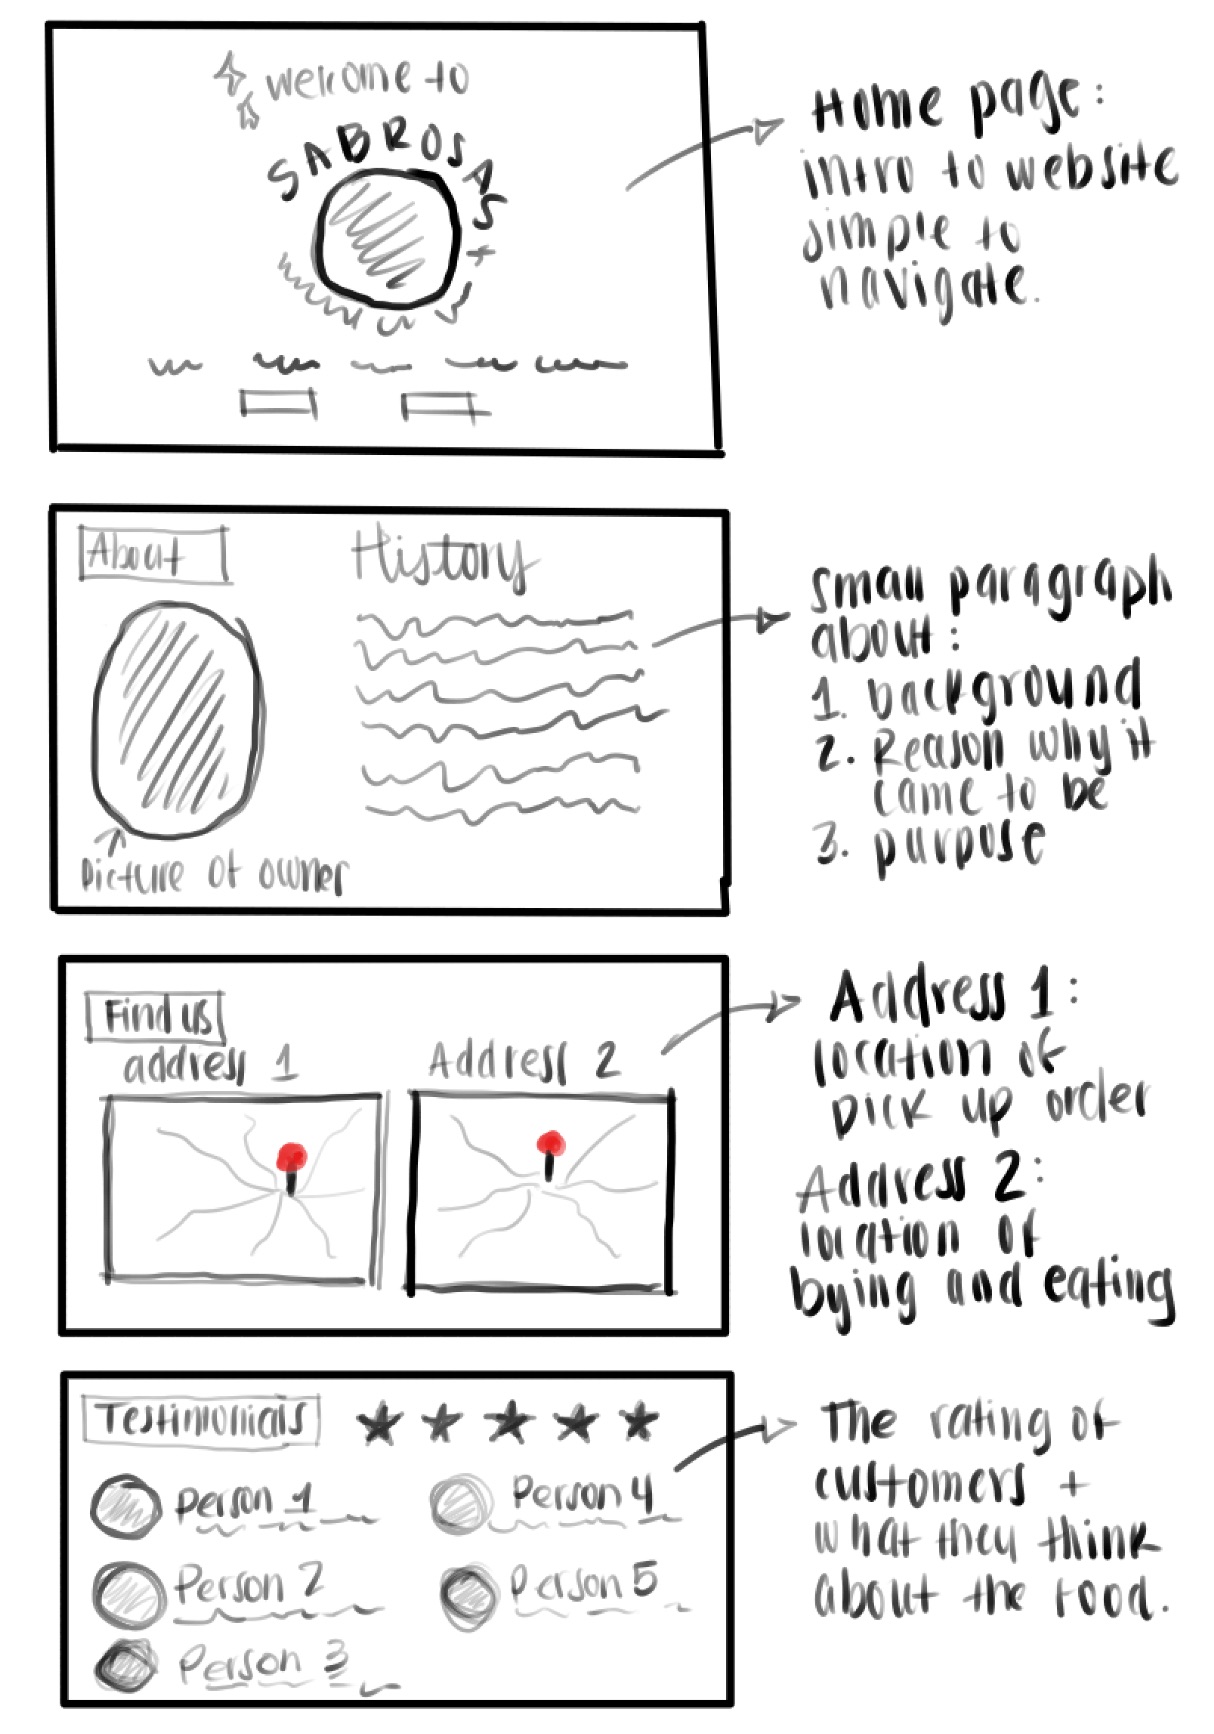 welcome to
SABROSAS
Home page:
intro to website
simple to
navigate.
About
History
Picture of owner
small paragraph
about:
1. background
2. Reason why it
came to be
3. purpose
Find us
address 1
Address 2
Address 1:
location of
pick up order
Address 2:
location of
bying and eating
Testimonials
Person 1
Person 4
Person 2
Person 5
Person 3
The rating of
customers +
what they think
about the food.